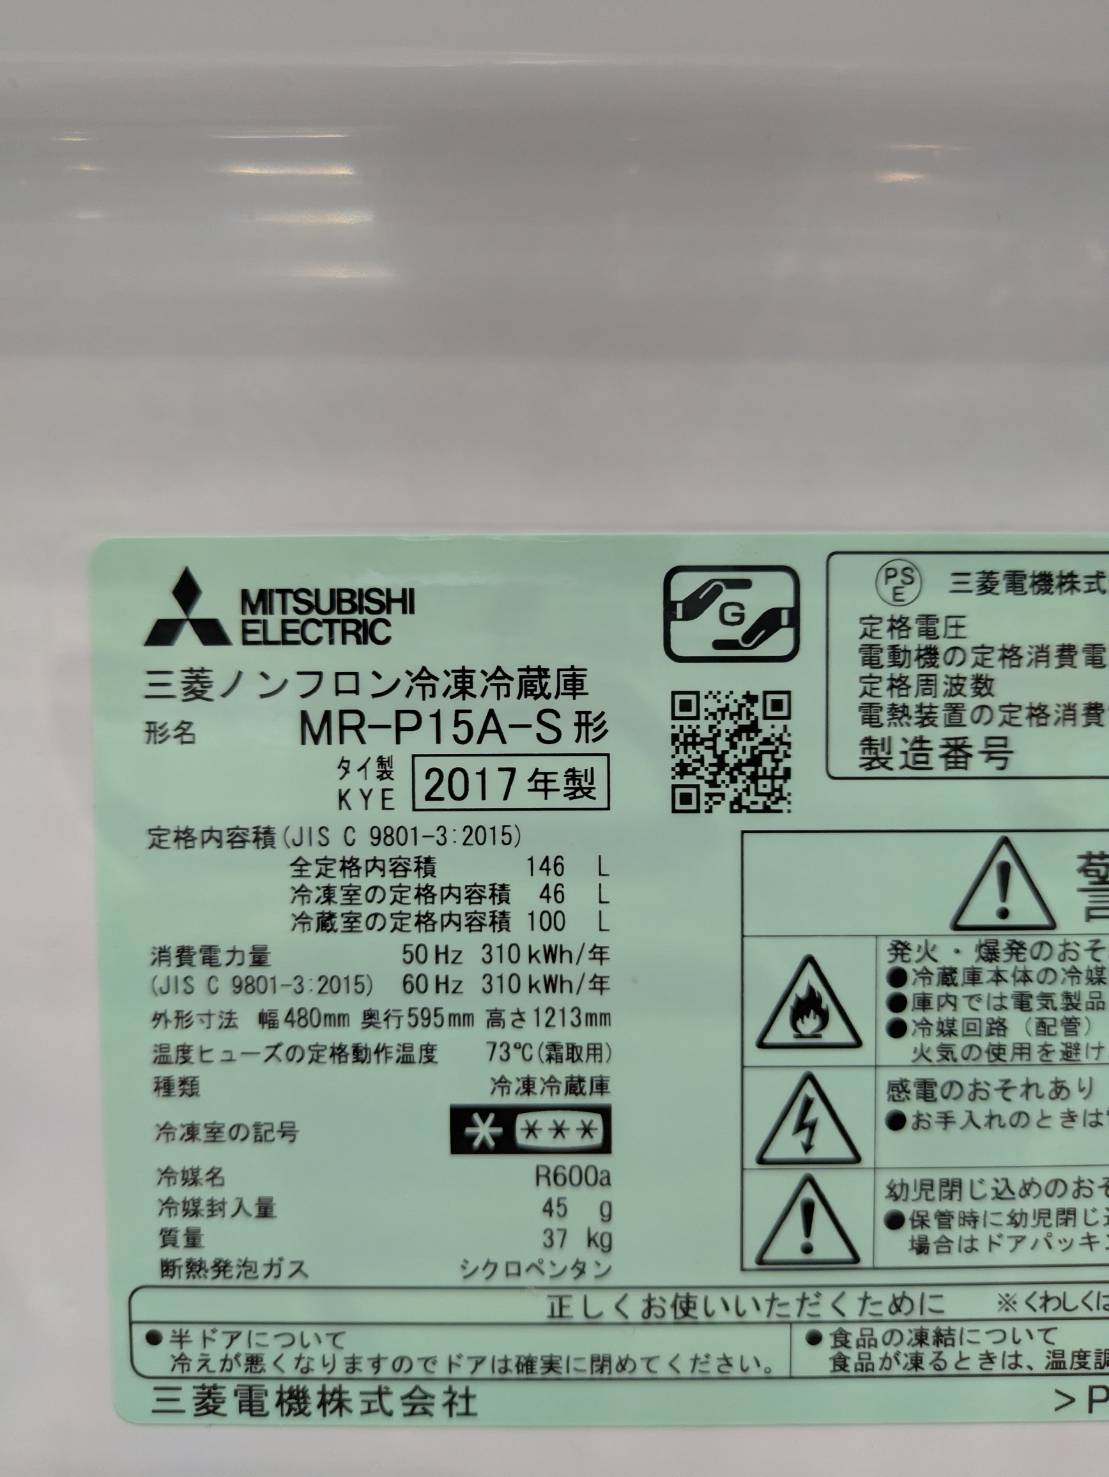 MITSUBISHI
ELECTRIC
三菱ノンフロン冷凍冷蔵庫
形名 MR-P15A-S形
タイ製
KYE 2017年製
定格内容積(JIS C 9801-3:2015)
全定格内容積 146 L
冷凍室の定格内容積 46 L
冷蔵室の定格内容積 100 L
消費電力量 50Hz 310kWh/年
(JIS C 9801-3:2015) 60Hz 310kWh/年
外形寸法 幅480mm 奥行595mm 高さ1213mm
温度ヒューズの定格動作温度 73℃(霜取用)
種類 冷凍冷蔵庫
冷凍室の記号 * ***
冷媒名 R600a
冷媒封入量 45 g
質量 37 kg
断熱発泡ガス シクロペンタン
G
PS
E
三菱電機株式
定格電圧
電動機の定格消費電
定格周波数
電熱装置の定格消費
製造番号
警
発火・爆発のおそ
●冷蔵庫本体の冷媒
●庫内では電気製品
●冷媒回路(配管)
火気の使用を避け
感電のおそれあり
●お手入れのときは
幼児閉じ込めのおそ
●保管時に幼児閉じ込
場合はドアパッキ
正しくお使いいただくために ※くわしくは
●半ドアについて
冷えが悪くなりますのでドアは確実に閉めてください。
●食品の凍結について
食品が凍るときは、温度調
三菱電機株式会社
>P